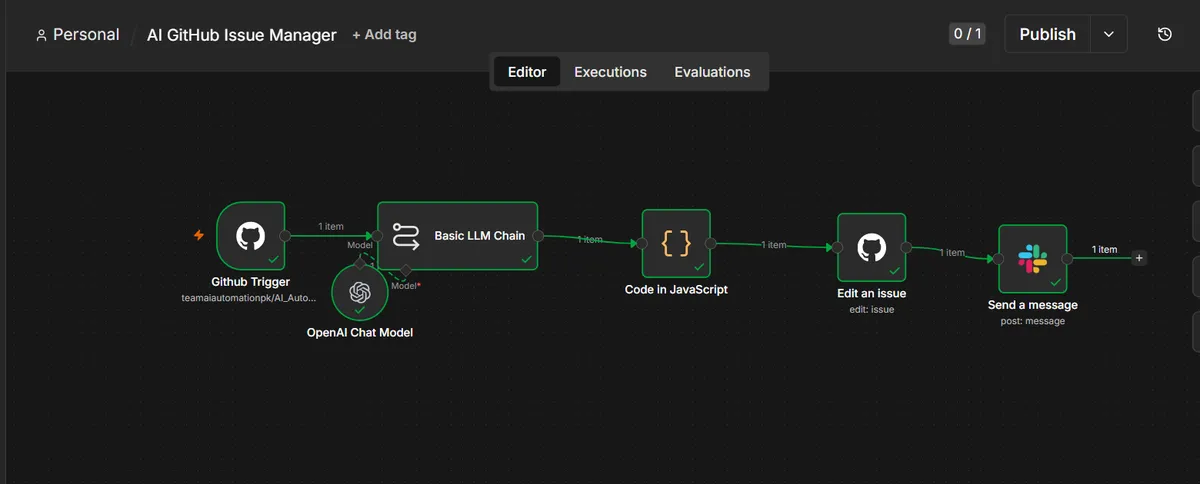 Personal / AI GitHub Issue Manager + Add tag
0 / 1
Publish
Editor Executions Evaluations
1 item
Model
Basic LLM Chain
1 item
1 item
1 item
1 item
Model*
Github Trigger
teamaiautomationpk/AI_Auto...
OpenAI Chat Model
Code in JavaScript
Edit an issue
edit: issue
Send a message
post: message